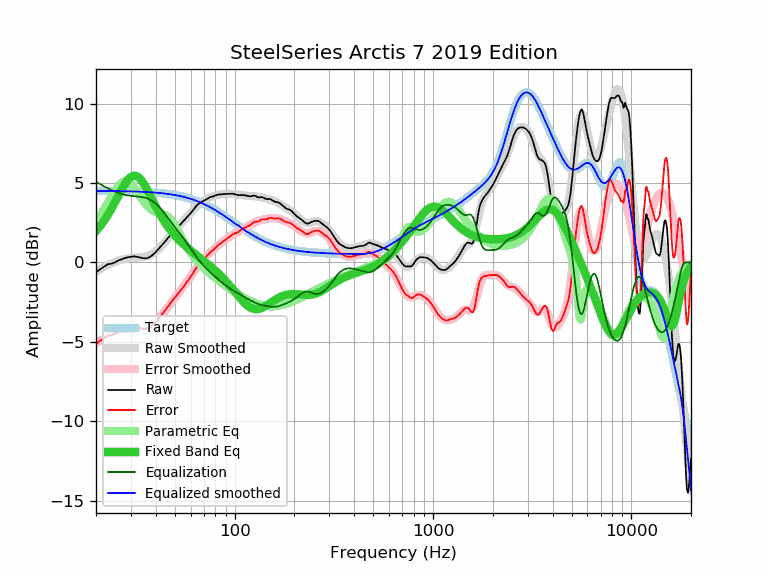 SteelSeries Arctis 7 2019 Edition
Amplitude (dBr)
10
5
0
−5
−10
−15
Target
Raw Smoothed
Error Smoothed
Raw
Error
Parametric Eq
Fixed Band Eq
Equalization
Equalized smoothed
100 1000 10000
Frequency (Hz)